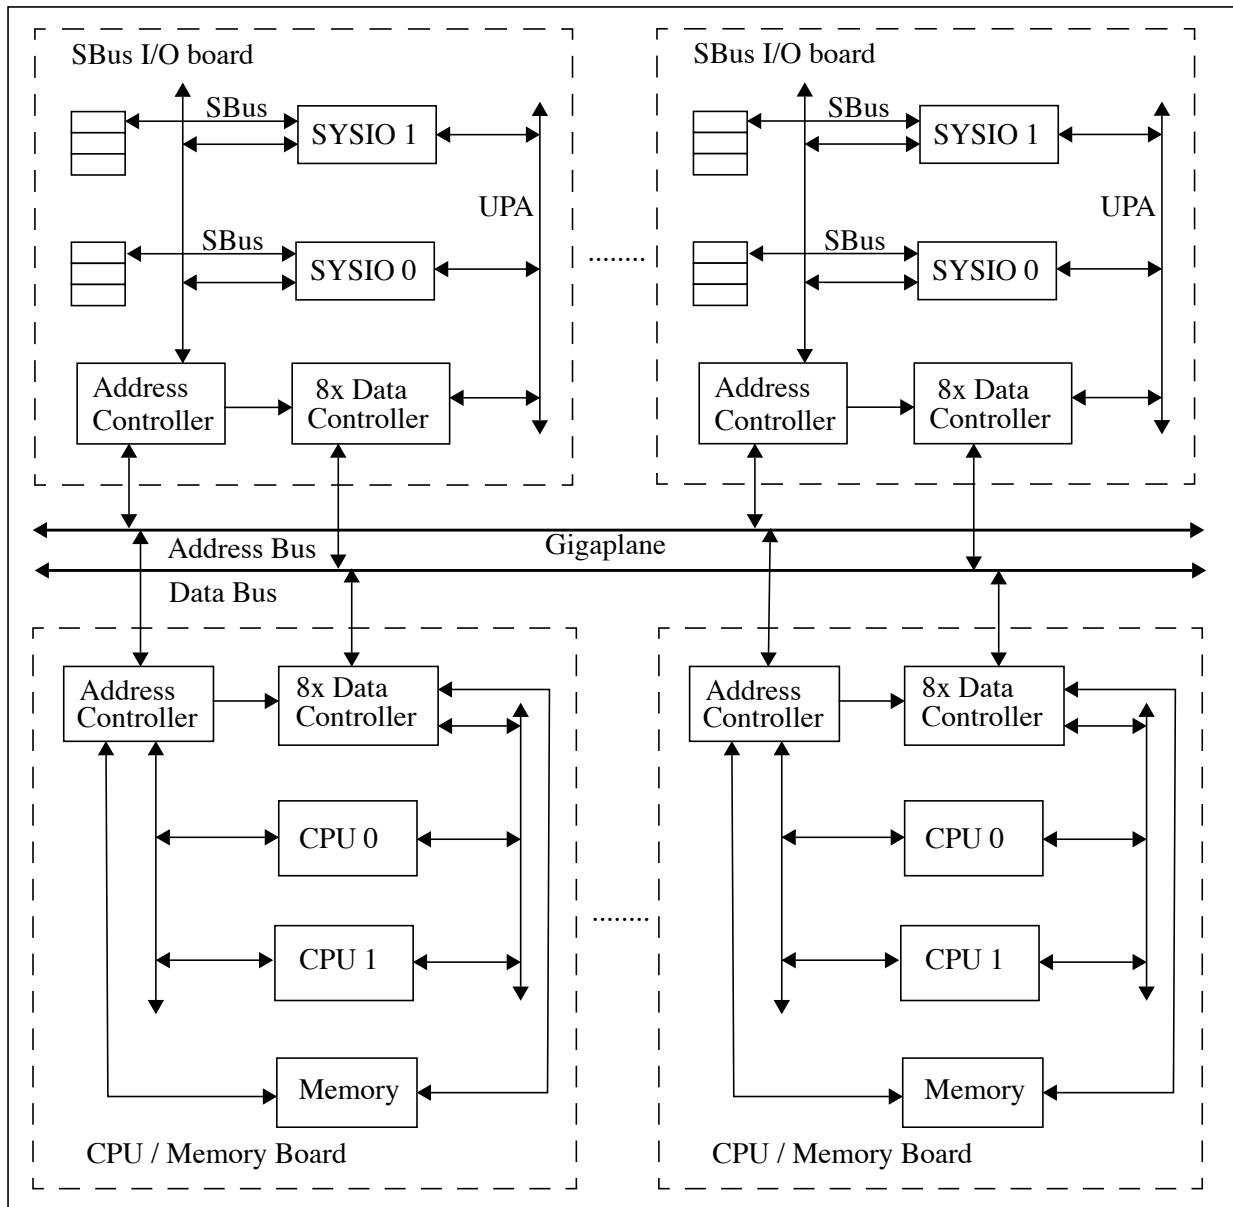 SBus I/O board
SBus
SYSIO 1
UPA
SBus
SYSIO 0
Address
Controller
8x Data
Controller
........
SBus I/O board
SBus
SYSIO 1
UPA
SBus
SYSIO 0
Address
Controller
8x Data
Controller
Address Bus
Gigaplane
Data Bus
Address
Controller
8x Data
Controller
CPU 0
CPU 1
Memory
CPU / Memory Board
........
Address
Controller
8x Data
Controller
CPU 0
CPU 1
Memory
CPU / Memory Board